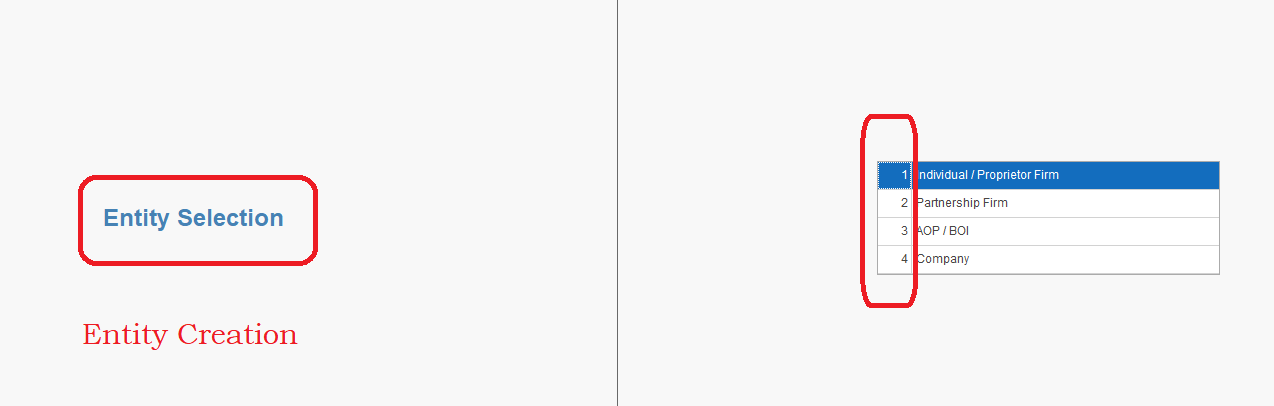 Entity Selection
Entity Creation
1 Individual / Proprietor Firm
2 Partnership Firm
3 AOP / BOI
4 Company